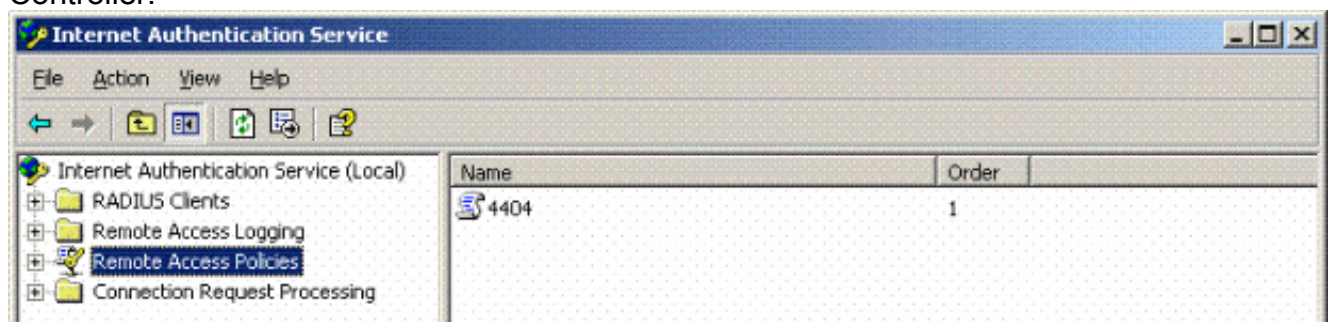 Controller.
Internet Authentication Service
File Action View Help
Internet Authentication Service (Local)
RADIUS Clients
Remote Access Logging
Remote Access Policies
Connection Request Processing
Name Order
4404 1